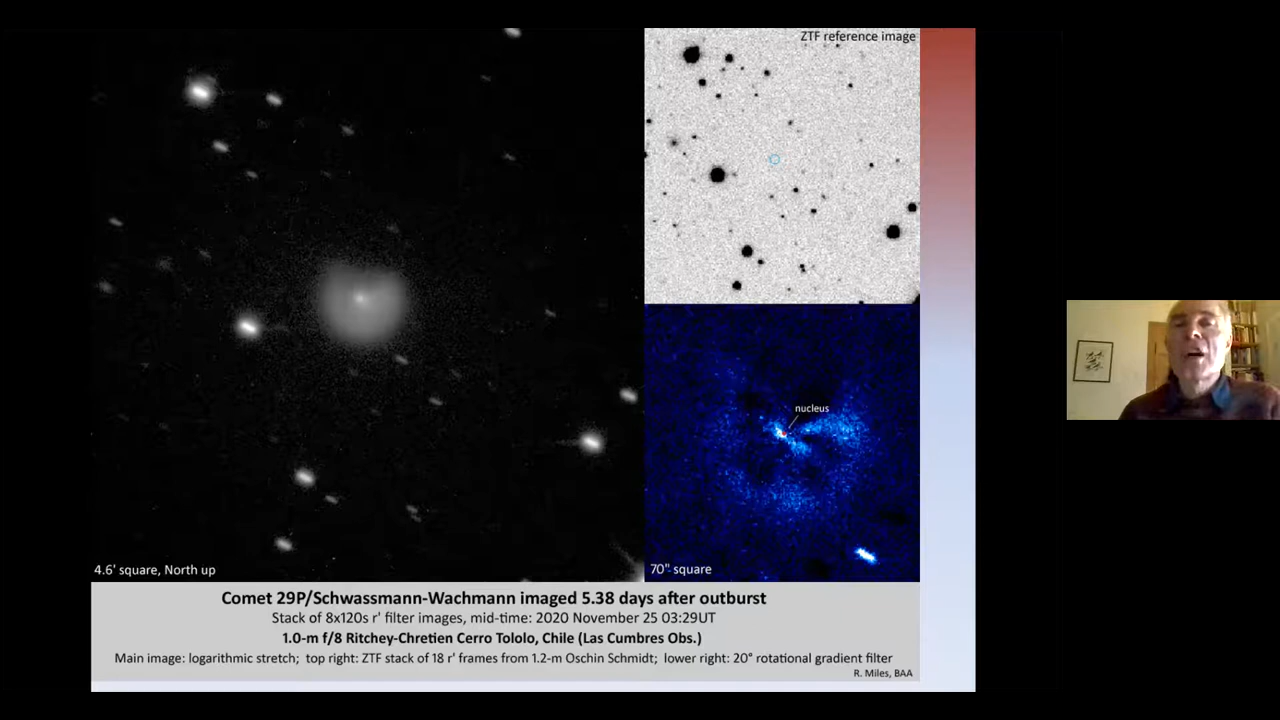 ZTF reference image
nucleus
4.6' square, North up
70" square
Comet 29P/Schwassmann-Wachmann imaged 5.38 days after outburst
Stack of 8x120s r' filter images, mid-time: 2020 November 25 03:29UT
1.0-m f/8 Ritchey-Chretien Cerro Tololo, Chile (Las Cumbres Obs.)
Main image: logarithmic stretch; top right: ZTF stack of 18 r' frames from 1.2-m Oschin Schmidt; lower right: 20° rotational gradient filter
R. Miles, BAA